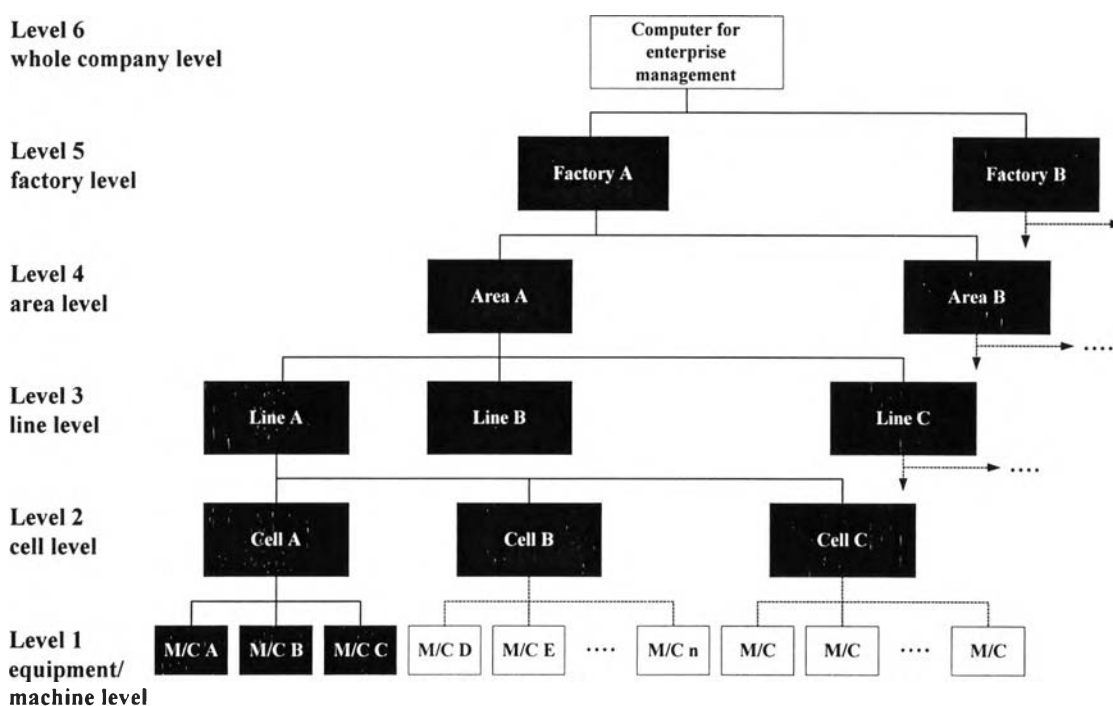 Level 6
whole company level
Computer for
enterprise
management
Level 5
factory level
Factory A
Factory B
Level 4
area level
Area A
Area B
....
Level 3
line level
Line A
Line B
Line C
....
Level 2
cell level
Cell A
Cell B
Cell C
Level 1
equipment/
machine level
M/C A
M/C B
M/C C
M/C D
M/C E
....
M/C n
M/C
M/C
....
M/C